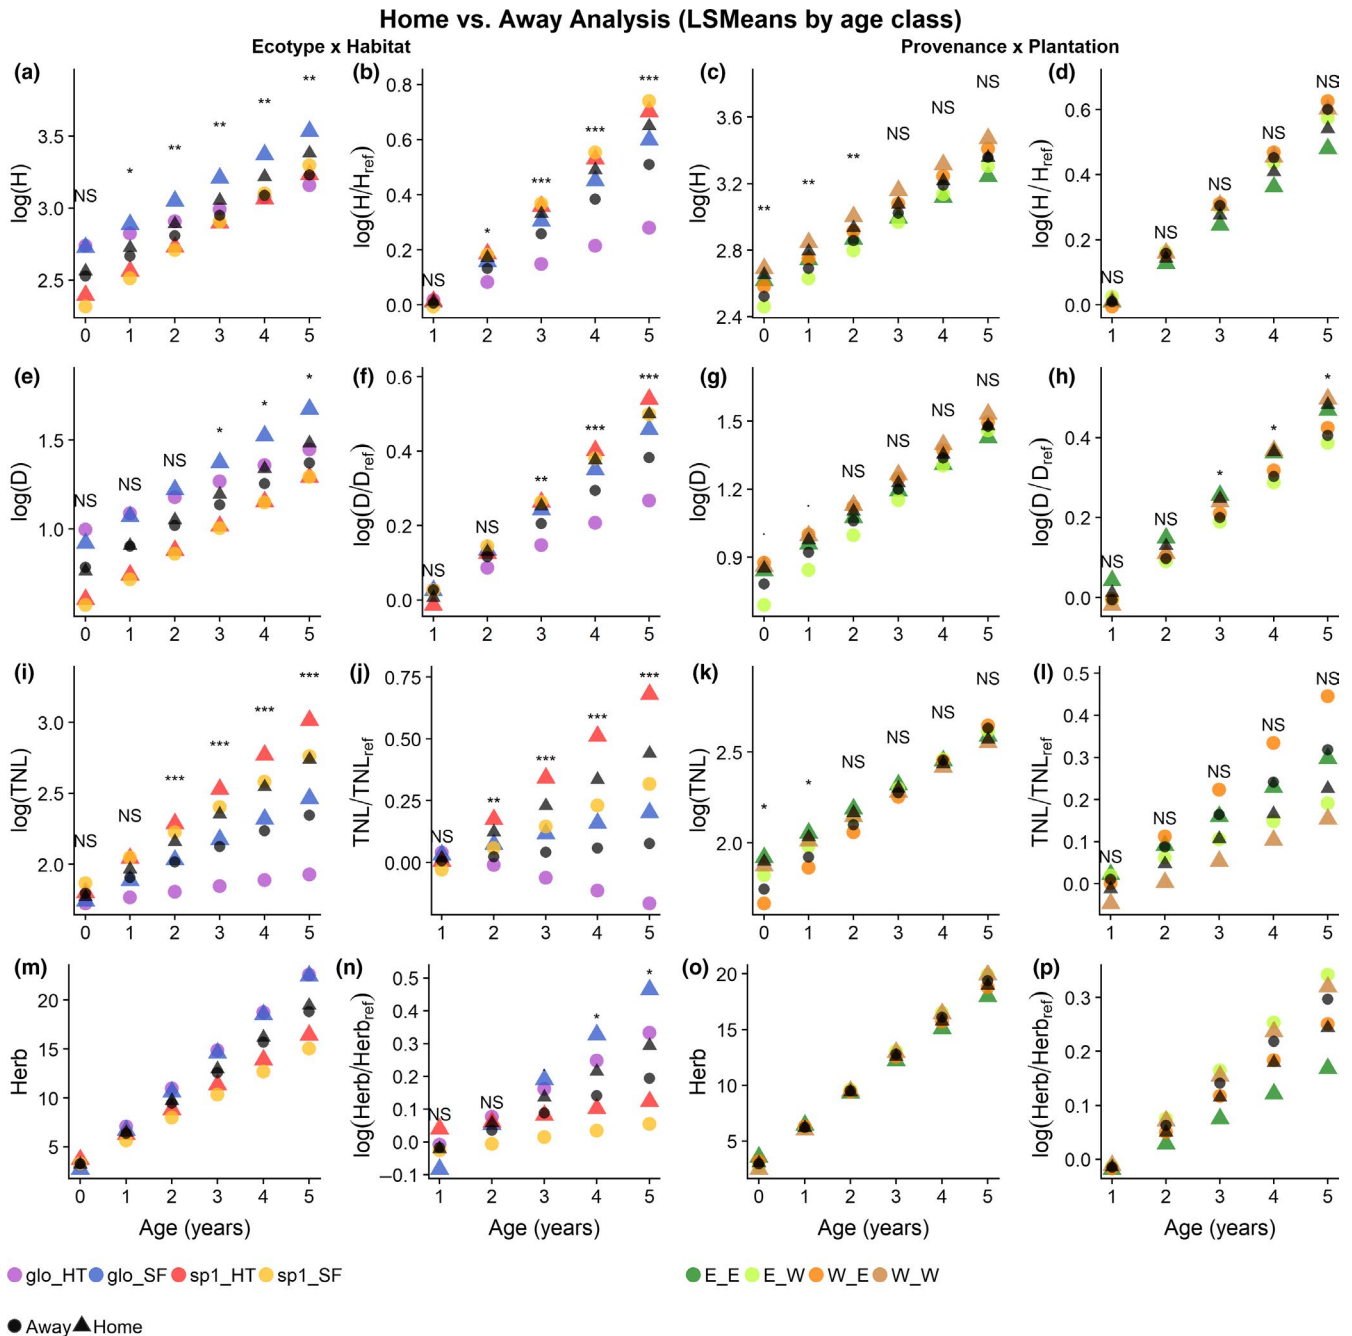 Home vs. Away Analysis (LSMeans by age class)
Ecotype x Habitat
Provenance x Plantation
(a)
log(H)
3.5
3.0
2.5
NS
*
**
**
**
**
0 1 2 3 4 5
(b)
log(H/Href)
0.8
0.6
0.4
0.2
0.0
NS
*
***
***
***
1 2 3 4 5
(c)
log(H)
3.6
3.2
2.8
2.4
**
**
**
NS
NS
NS
0 1 2 3 4 5
(d)
log(H/Href)
0.6
0.4
0.2
0.0
NS
NS
NS
NS
NS
1 2 3 4 5
(e)
log(D)
1.5
1.0
NS
NS
NS
*
*
*
0 1 2 3 4 5
(f)
log(D/Dref)
0.6
0.4
0.2
0.0
NS
NS
**
***
***
1 2 3 4 5
(g)
log(D)
1.5
1.2
0.9
.
.
NS
NS
NS
NS
0 1 2 3 4 5
(h)
log(D/Dref)
0.4
0.2
0.0
NS
NS
*
*
*
1 2 3 4 5
(i)
log(TNL)
3.0
2.5
2.0
NS
NS
***
***
***
***
0 1 2 3 4 5
(j)
TNL/TNLref
0.75
0.50
0.25
0.00
NS
**
***
***
***
1 2 3 4 5
(k)
log(TNL)
2.5
2.0
*
*
NS
NS
NS
NS
0 1 2 3 4 5
(l)
TNL/TNLref
0.5
0.4
0.3
0.2
0.1
0.0
NS
NS
NS
NS
NS
1 2 3 4 5
(m)
Herb
20
15
10
5
0 1 2 3 4 5
Age (years)
(n)
log(Herb/Herbref)
0.5
0.4
0.3
0.2
0.1
0.0
−0.1
NS
NS
*
*
1 2 3 4 5
Age (years)
(o)
Herb
20
15
10
5
0 1 2 3 4 5
Age (years)
(p)
log(Herb/Herbref)
0.3
0.2
0.1
0.0
1 2 3 4 5
Age (years)
glo_HT glo_SF sp1_HT sp1_SF
E_E E_W W_E W_W
Away Home